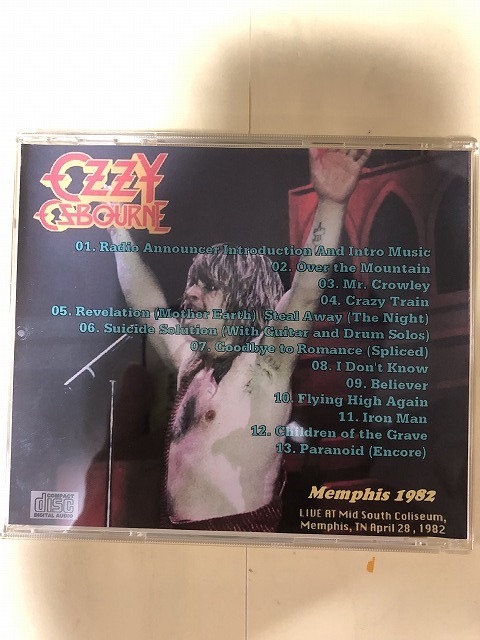 OZZY
OSBOURNE
01. Radio Announcer Introduction And Intro Music
02. Over the Mountain
03. Mr. Crowley
04. Crazy Train
05. Revelation (Mother Earth) Steal Away (The Night)
06. Suicide Solution (With Guitar and Drum Solos)
07. Goodbye to Romance (Spliced)
08. I Don't Know
09. Believer
10. Flying High Again
11. Iron Man
12. Children of the Grave
13. Paranoid (Encore)
Memphis 1982
LIVE AT Mid South Coliseum,
Memphis, TN April 28, 1982
COMPACT
disc
DIGITAL AUDIO